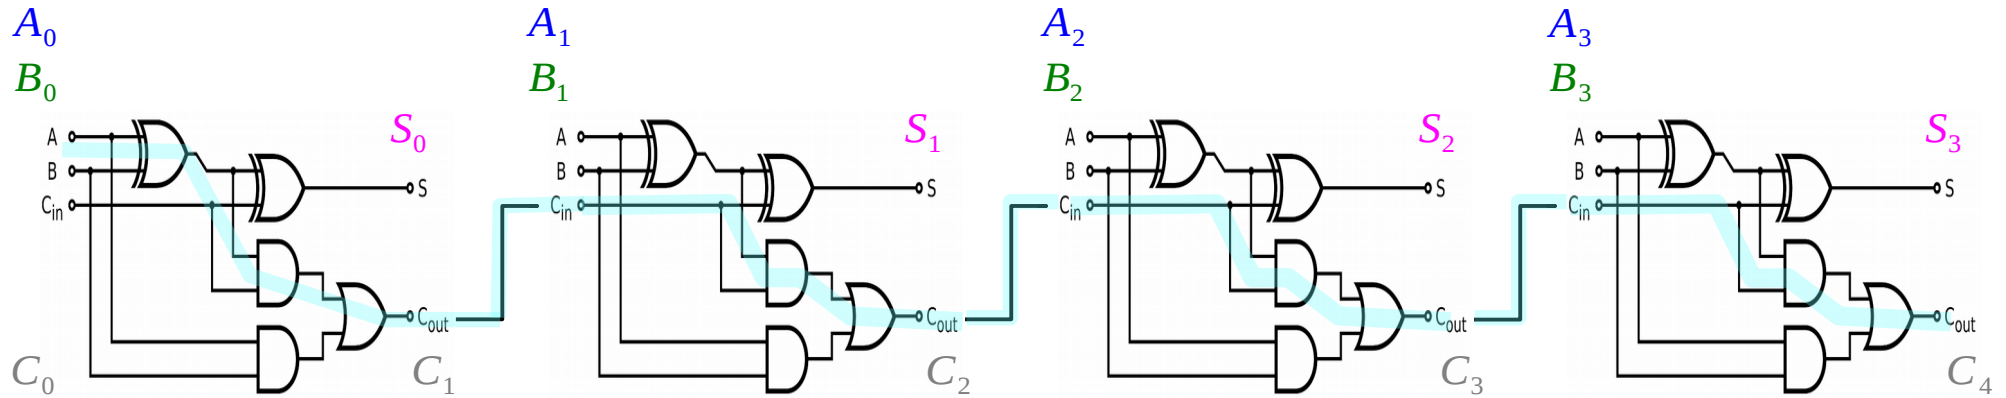 A₀ A₁ A₂ A₃
B₀ B₁ B₂ B₃
S₀ S₁ S₂ S₃
A A A A
B S B S B S B S
Cin Cin Cin Cin
Cout Cout Cout Cout
C₀ C₁ C₂ C₃ C₄